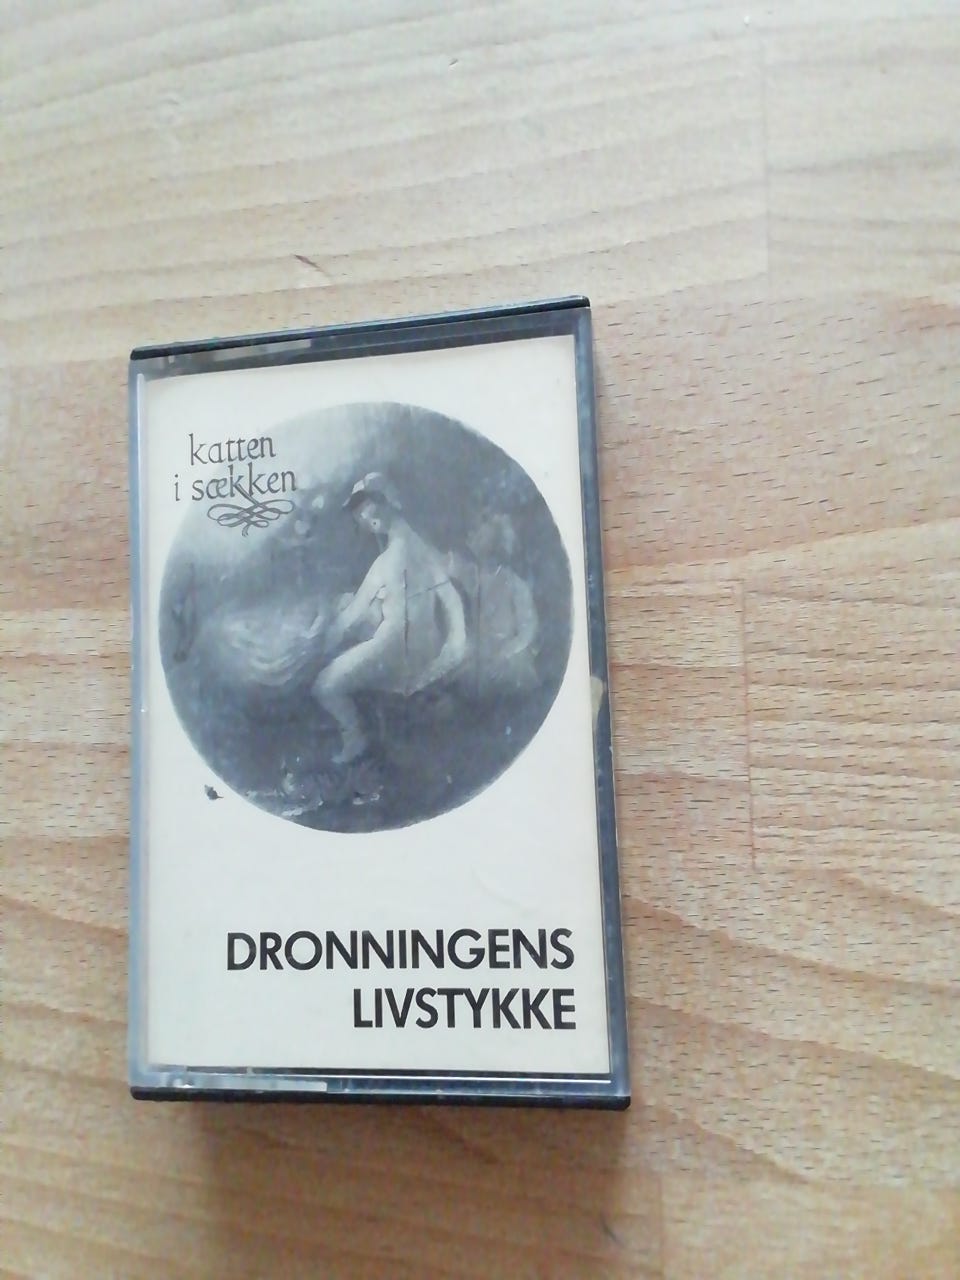 katten
i sækken
DRONNINGENS
LIVSTYKKE